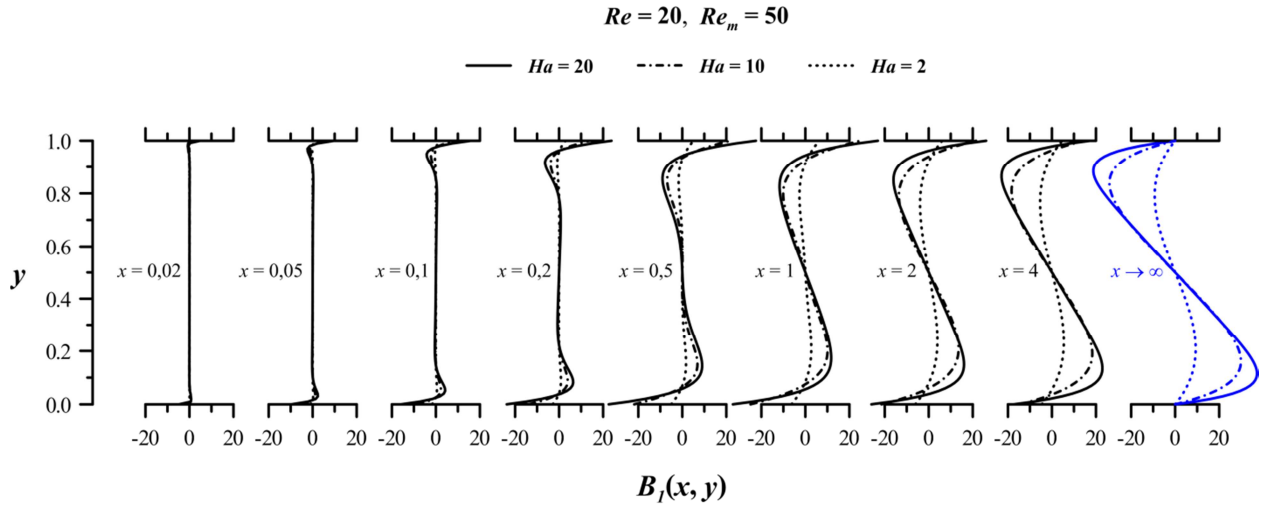 Re = 20, Re_m = 50
Ha = 20 Ha = 10 Ha = 2
1.0
0.8
0.6
0.4
0.2
0.0
y
x = 0,02 x = 0,05 x = 0,1 x = 0,2 x = 0,5 x = 1 x = 2 x = 4 x → ∞
-20 0 20 -20 0 20 -20 0 20 -20 0 20 -20 0 20 -20 0 20 -20 0 20 -20 0 20 -20 0 20
B_1(x, y)